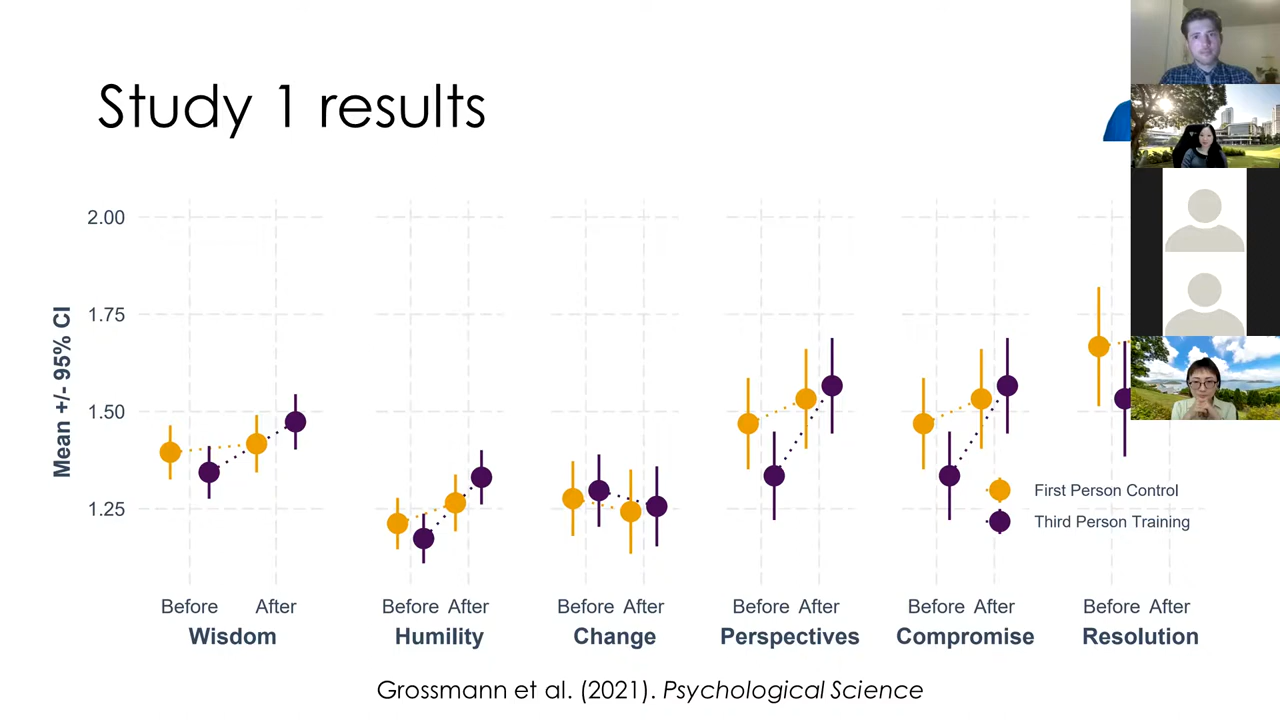 Study 1 results
2.00
1.75
1.50
1.25
Mean +/- 95% CI
First Person Control
Third Person Training
Before After Before After Before After Before After Before After Before After
Wisdom Humility Change Perspectives Compromise Resolution
Grossmann et al. (2021). Psychological Science